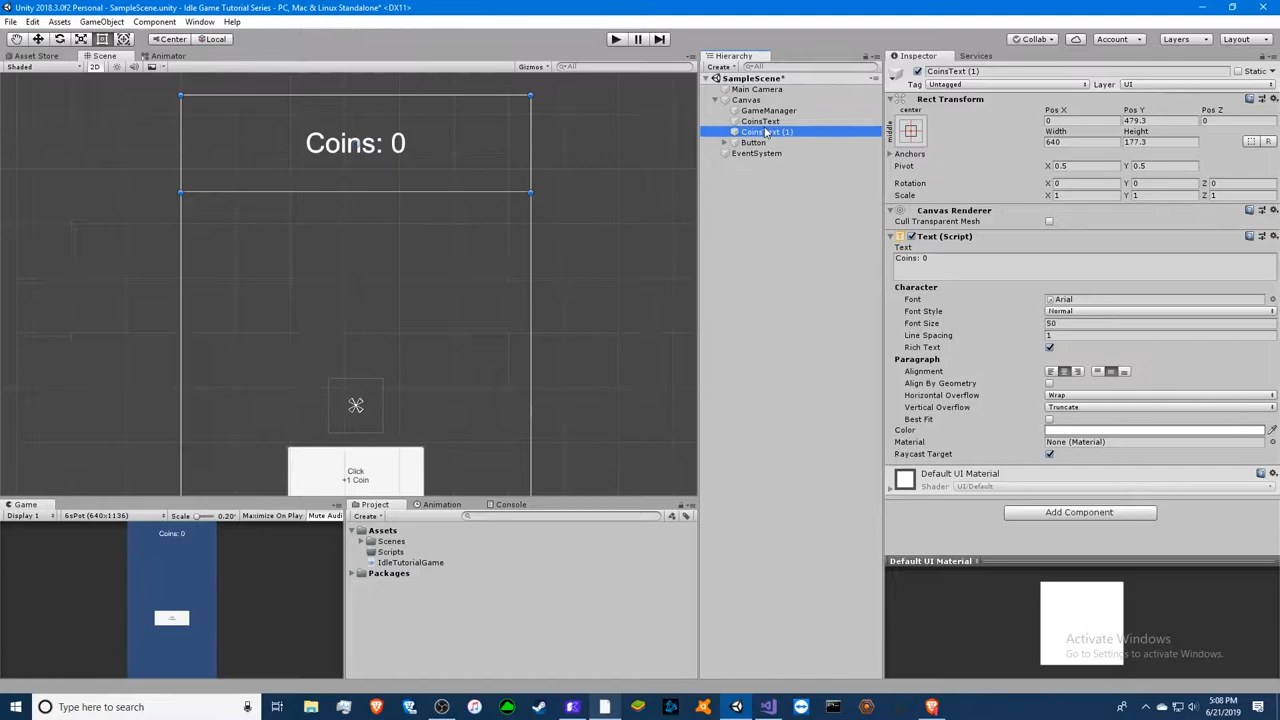 Unity 2018.3.0f2 Personal - SampleScene.unity - Idle Game Tutorial Series - PC, Mac & Linux Standalone* <DX11>
File Edit Assets GameObject Component Window Help
Center Local Collab Account Layers Layout
Asset Store Scene Animator
Shaded 2D Gizmos All
Coins: 0
Click
+1 Coin
Hierarchy
Create All
SampleScene*
Main Camera
Canvas
GameManager
CoinsText
CoinsText (1)
Button
EventSystem
Inspector Services
CoinsText (1) Static
Tag Untagged Layer UI
Rect Transform
center Pos X Pos Y Pos Z
middle 0 479.3 0
Width Height
640 177.3
R
Anchors
Pivot X 0.5 Y 0.5
Rotation X 0 Y 0 Z 0
Scale X 1 Y 1 Z 1
Canvas Renderer
Cull Transparent Mesh
Text (Script)
Text
Coins: 0
Character
Font Arial
Font Style Normal
Font Size 50
Line Spacing 1
Rich Text
Paragraph
Alignment
Align By Geometry
Horizontal Overflow Wrap
Vertical Overflow Truncate
Best Fit
Color
Material None (Material)
Raycast Target
Default UI Material
Shader UI/Default
Add Component
Default UI Material
Game
Display 1 6sPot (640x1136) Scale 0.20 Maximize On Play Mute Audi
Coins: 0
Project Animation Console
Create
Assets
Scenes
Scripts
IdleTutorialGame
Packages
Activate Windows
Go to Settings to activate Windows.
Type here to search
5:08 PM
6/21/2019